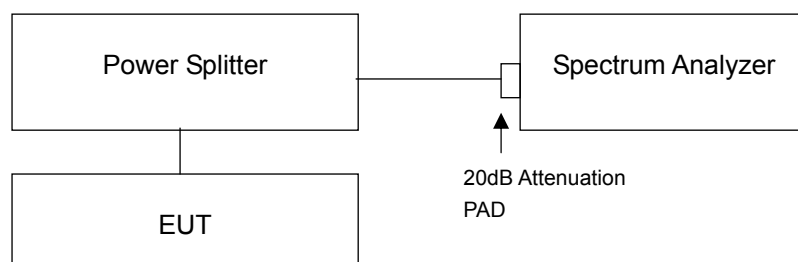 Power Splitter
Spectrum Analyzer
20dB Attenuation
PAD
EUT